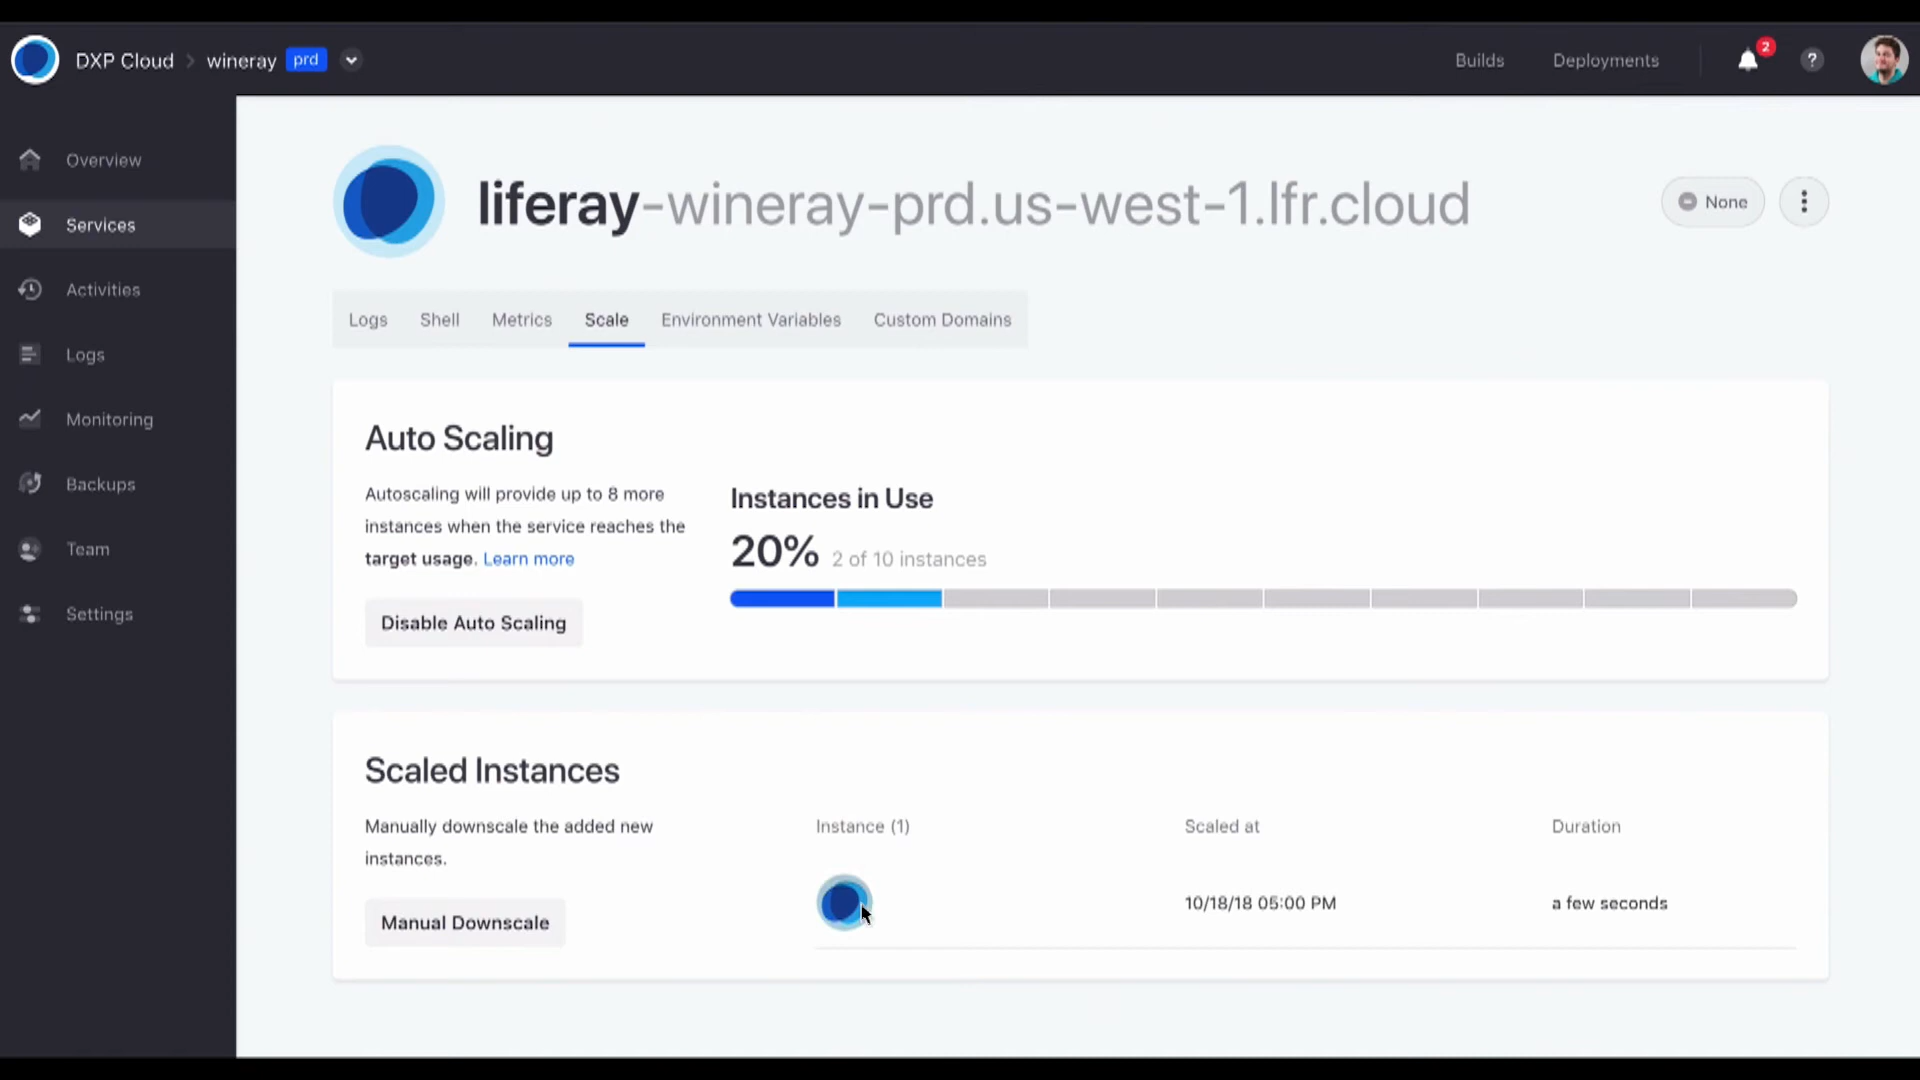 DXP Cloud > wineray prd
Builds
Deployments
2
?
Overview
Services
Activities
Logs
Monitoring
Backups
Team
Settings
liferay-wineray-prd.us-west-1.lfr.cloud
None
Logs
Shell
Metrics
Scale
Environment Variables
Custom Domains
Auto Scaling
Autoscaling will provide up to 8 more
instances when the service reaches the
target usage. Learn more
Disable Auto Scaling
Instances in Use
20% 2 of 10 instances
Scaled Instances
Manually downscale the added new
instances.
Manual Downscale
Instance (1)
Scaled at
Duration
10/18/18 05:00 PM
a few seconds